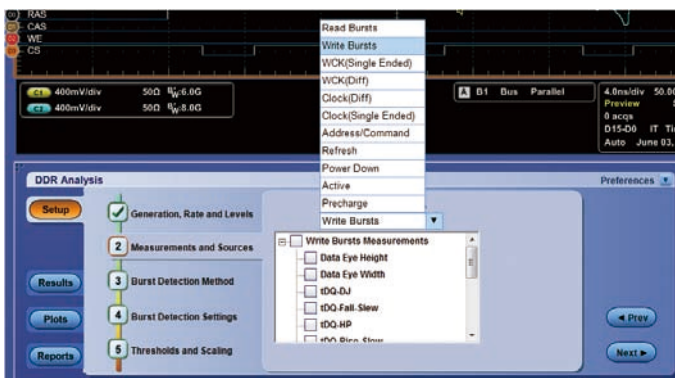 RAS
CAS
WE
CS
C1 400mV/div 50Ω BW:6.0G
C2 400mV/div 50Ω BW:8.0G
Read Bursts
Write Bursts
WCK(Single Ended)
WCK(Diff)
Clock(Diff)
Clock(Single Ended)
Address/Command
Refresh
Power Down
Active
Precharge
Write Bursts
A B1 Bus Parallel
4.0ns/div
Preview
0 acqs
D15-D0 IT
Auto June 03,
DDR Analysis
Preferences
Setup
Results
Plots
Reports
Generation, Rate and Levels
2 Measurements and Sources
3 Burst Detection Method
4 Burst Detection Settings
5 Thresholds and Scaling
Write Bursts Measurements
Data Eye Height
Data Eye Width
tDQ-DJ
tDQ-Fall-Slew
tDQ-HP
Prev
Next